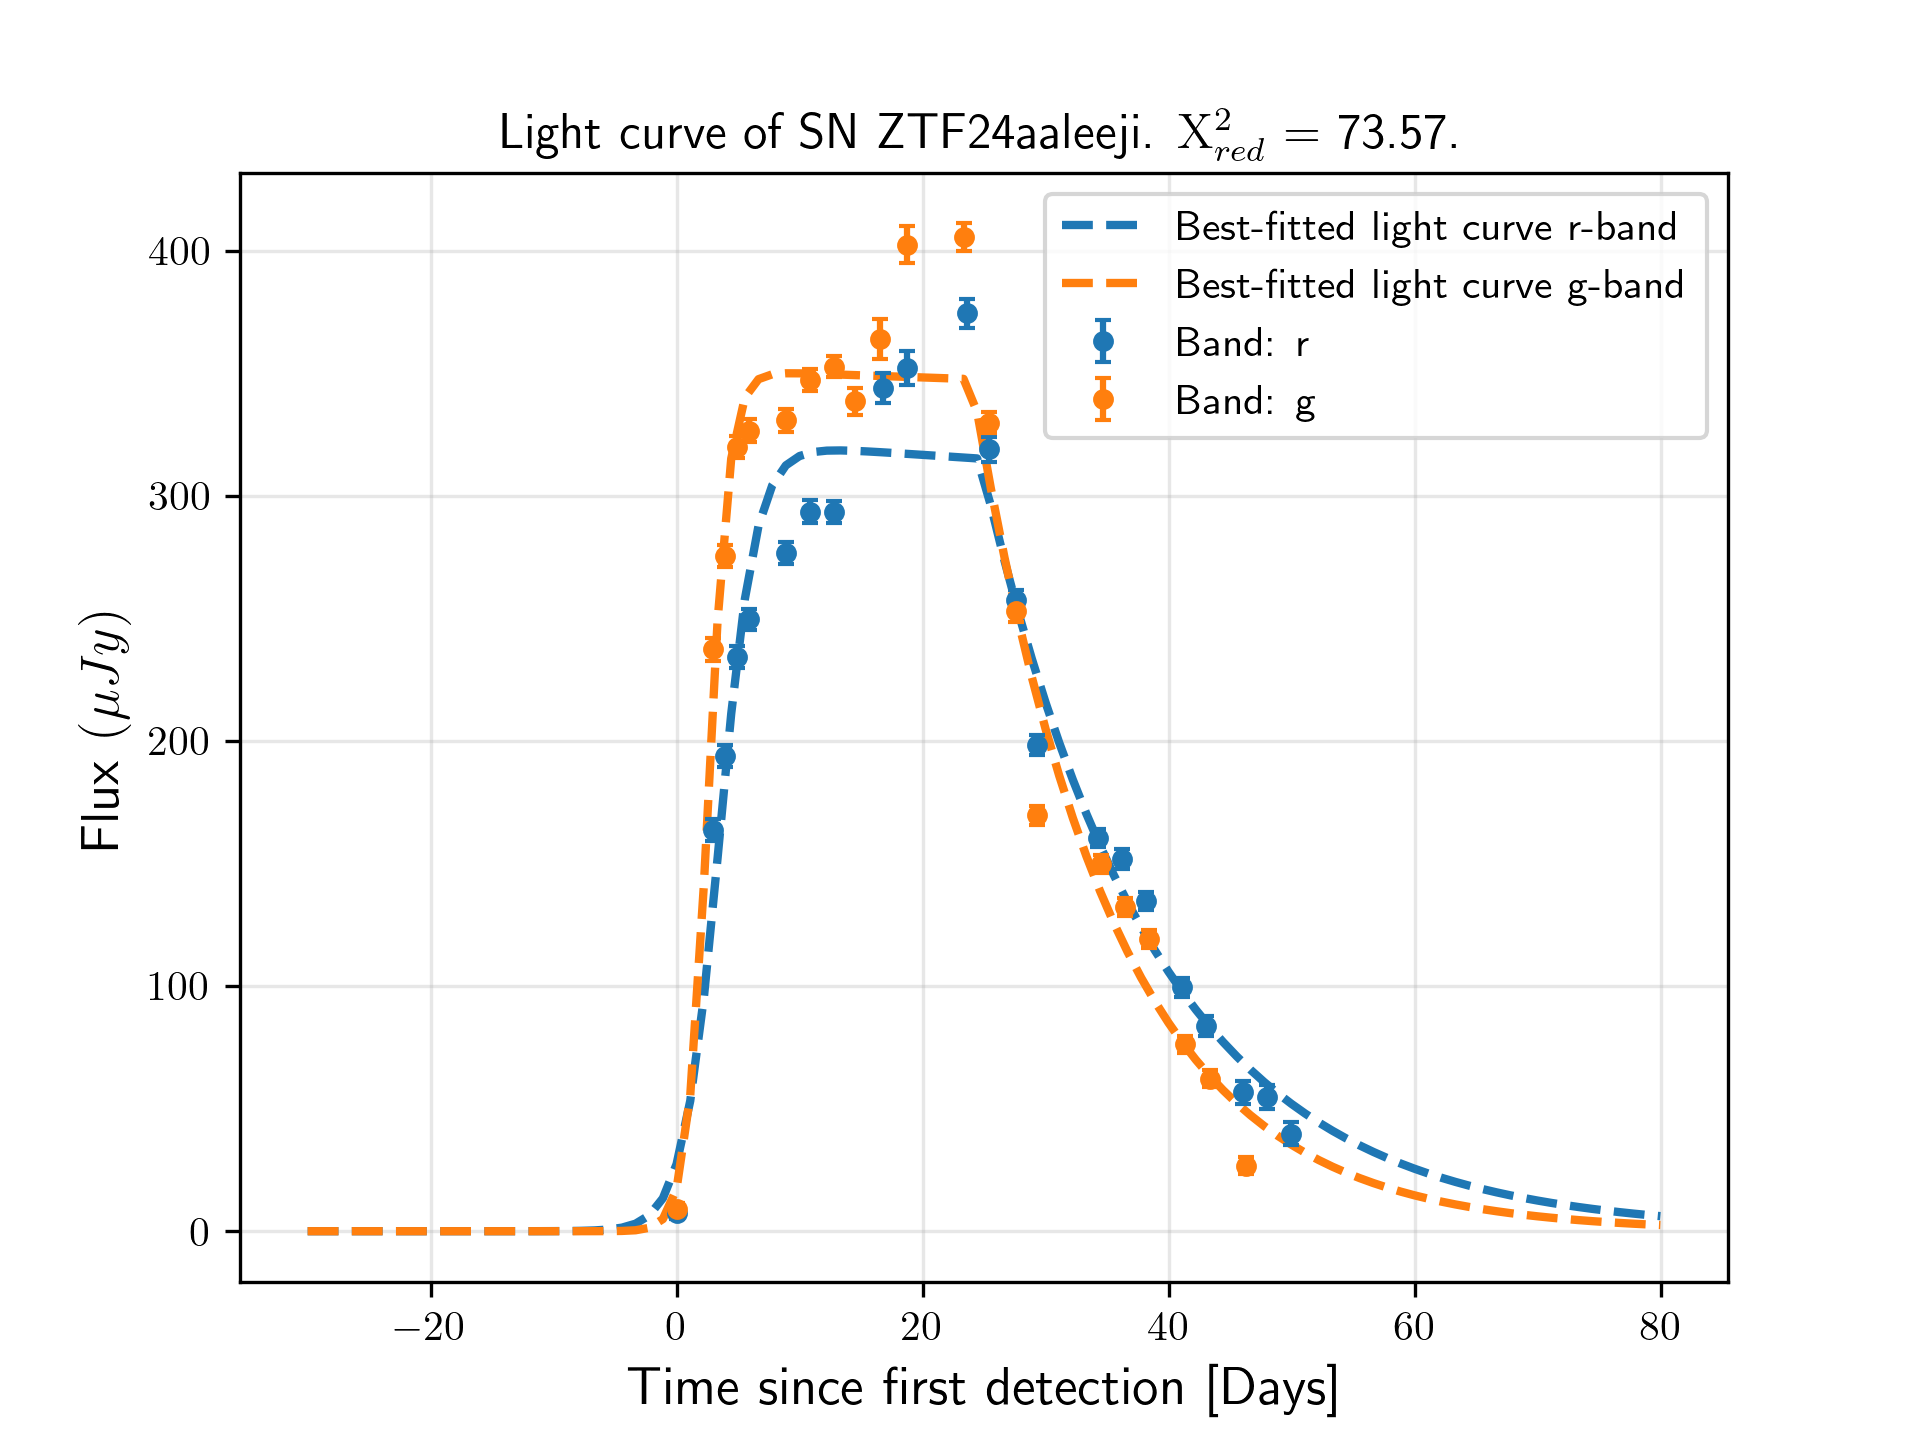 Light curve of SN ZTF24aaleeji. X²_red = 73.57.
Best-fitted light curve r-band
Best-fitted light curve g-band
Band: r
Band: g
Flux (μJy)
400
300
200
100
0
−20 0 20 40 60 80
Time since first detection [Days]